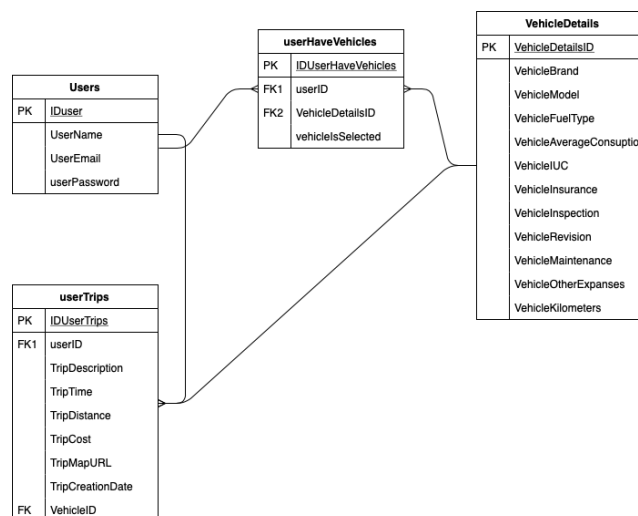 Users
PK IDuser
UserName
UserEmail
userPassword
userHaveVehicles
PK IDUserHaveVehicles
FK1 userID
FK2 VehicleDetailsID
vehicleIsSelected
VehicleDetails
PK VehicleDetailsID
VehicleBrand
VehicleModel
VehicleFuelType
VehicleAverageConsuptio
VehicleIUC
VehicleInsurance
VehicleInspection
VehicleRevision
VehicleMaintenance
VehicleOtherExpanses
VehicleKilometers
userTrips
PK IDUserTrips
FK1 userID
TripDescription
TripTime
TripDistance
TripCost
TripMapURL
TripCreationDate
FK VehicleID